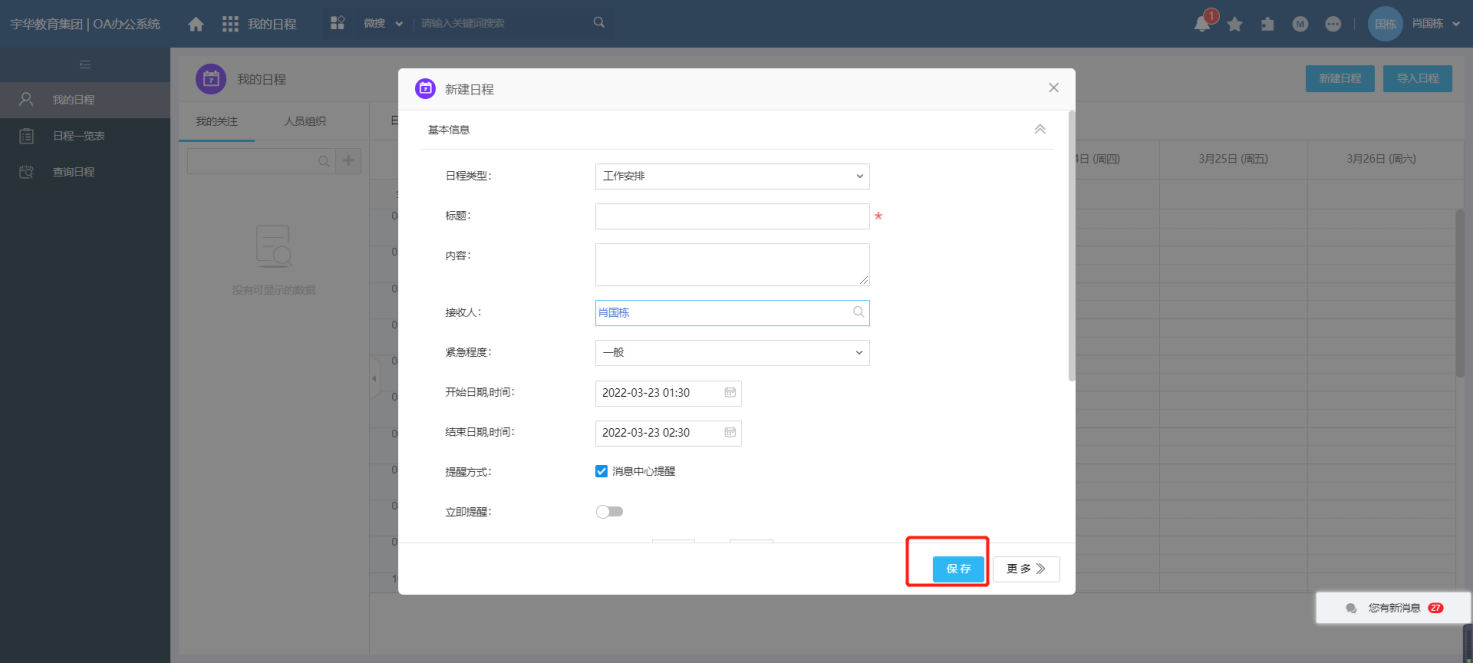 宇华教育集团 | OA办公系统 我的日程 微搜 请输入关键词搜索 1 M 国栋 肖国栋
我的日程 新建日程 导入日程
我的日程
日程一览表
查询日程
我的关注 人员组织
没有可显示的数据
3月25日 (周五) 3月26日 (周六)
日 (周四)
新建日程
基本信息
日程类型: 工作安排
标题: *
内容:
接收人: 肖国栋
紧急程度: 一般
开始日期,时间: 2022-03-23 01:30
结束日期,时间: 2022-03-23 02:30
提醒方式: 消息中心提醒
立即提醒:
保存 更多
您有新消息 27